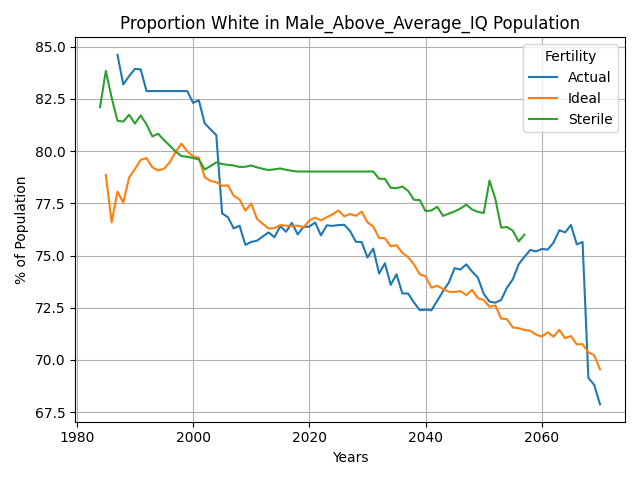 Proportion White in Male_Above_Average_IQ Population
Fertility
Actual
Ideal
Sterile
% of Population
85.0
82.5
80.0
77.5
75.0
72.5
70.0
67.5
1980
2000
2020
2040
2060
Years